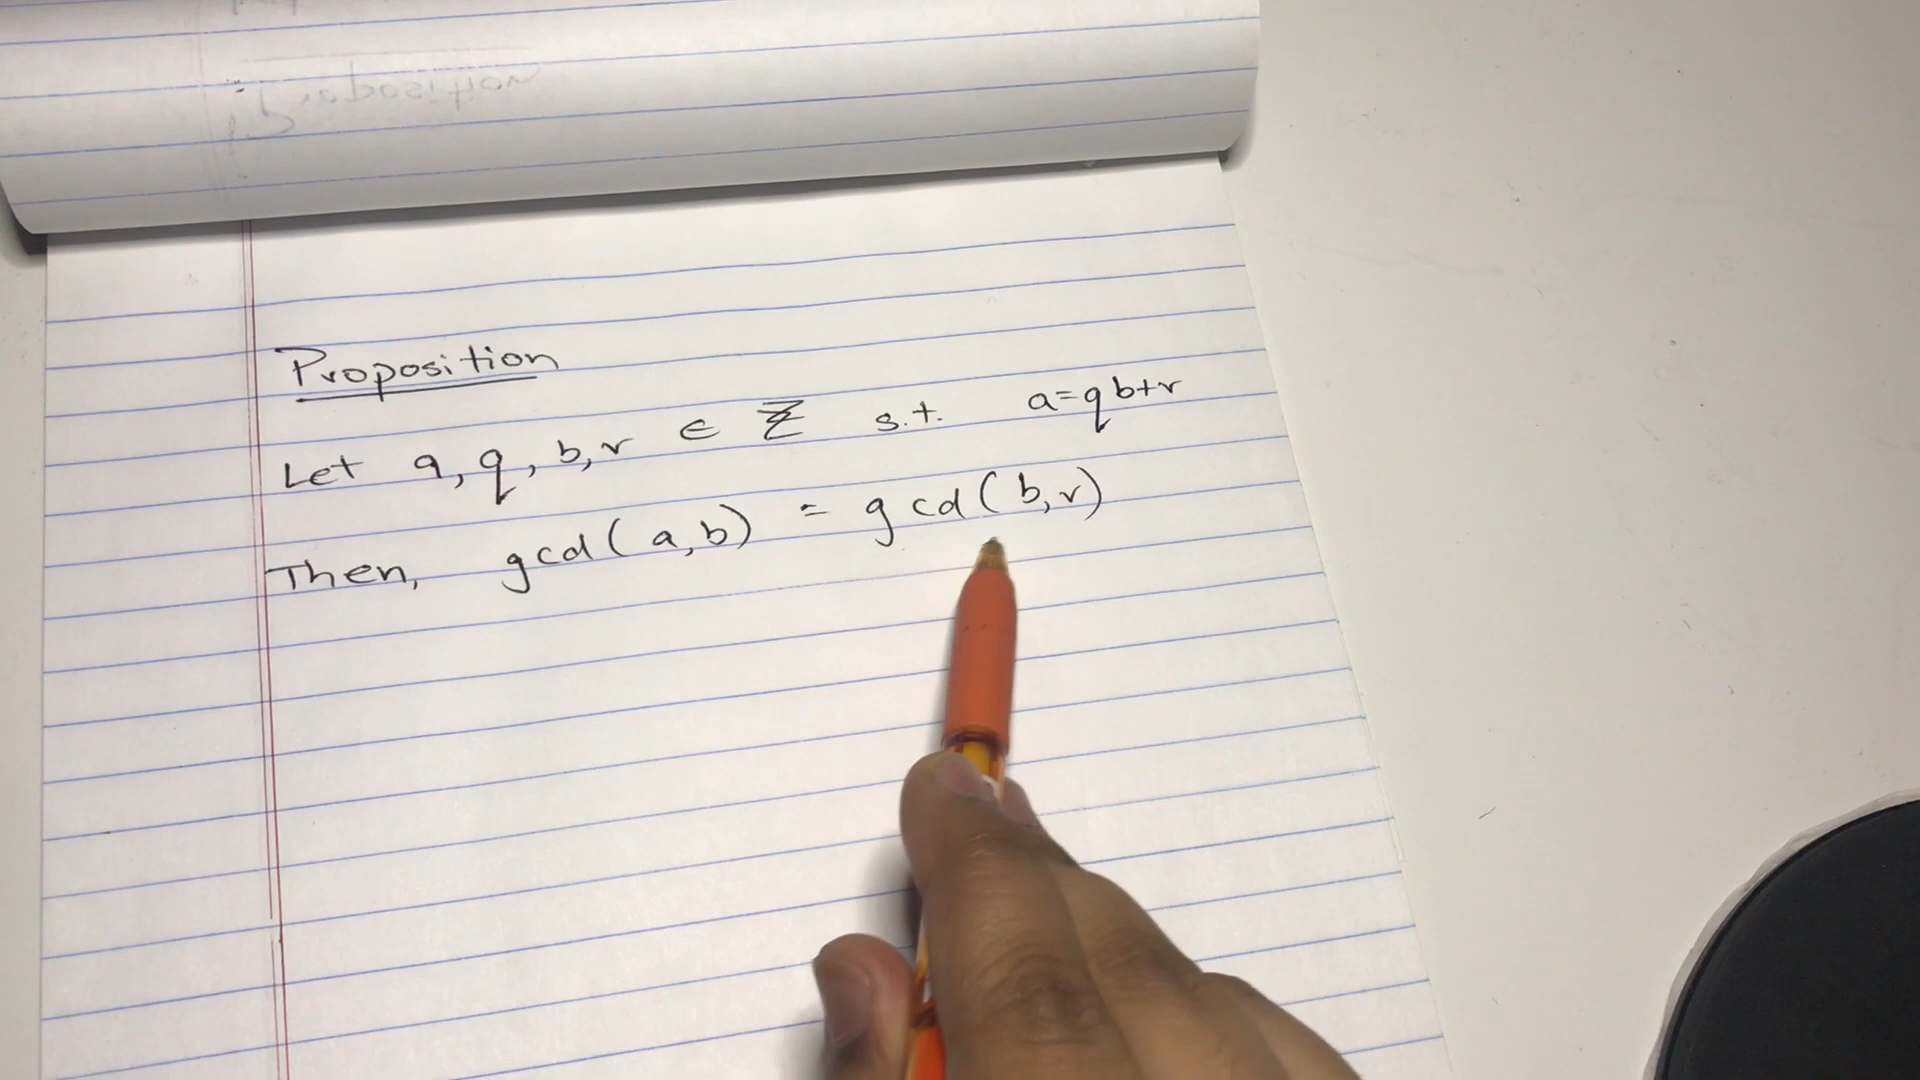 Proposition
Let a, q, b, r ∈ ℤ s.t. a=qb+r
Then, gcd(a,b) = gcd(b,r)